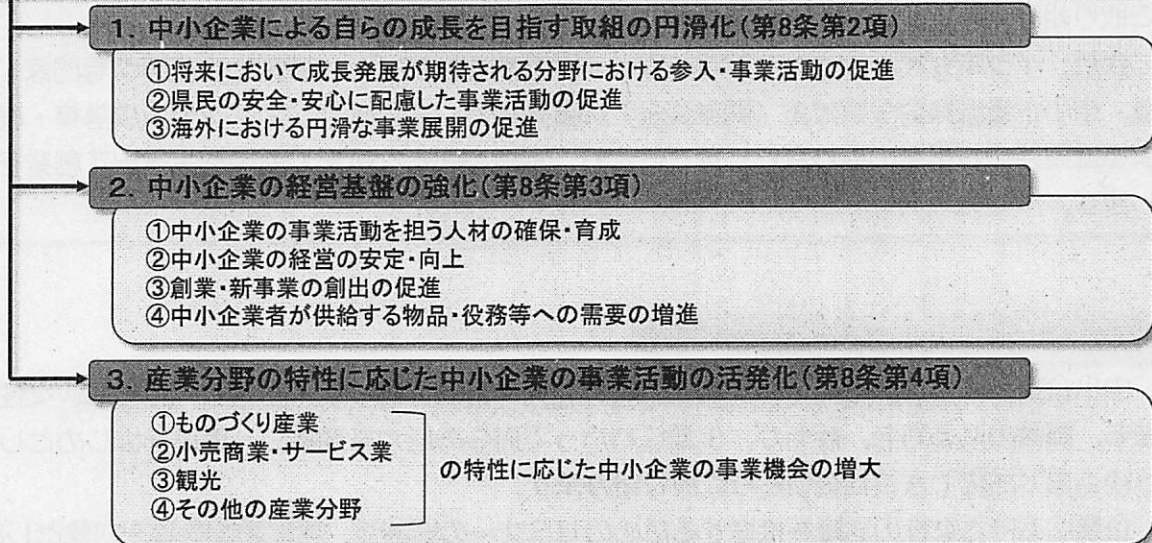 1. 中小企業による自らの成長を目指す取組の円滑化(第8条第2項)
①将来において成長発展が期待される分野における参入・事業活動の促進
②県民の安全・安心に配慮した事業活動の促進
③海外における円滑な事業展開の促進
2. 中小企業の経営基盤の強化(第8条第3項)
①中小企業の事業活動を担う人材の確保・育成
②中小企業の経営の安定・向上
③創業・新事業の創出の促進
④中小企業者が供給する物品・役務等への需要の増進
3. 産業分野の特性に応じた中小企業の事業活動の活発化(第8条第4項)
①ものづくり産業
②小売商業・サービス業
③観光
④その他の産業分野
の特性に応じた中小企業の事業機会の増大